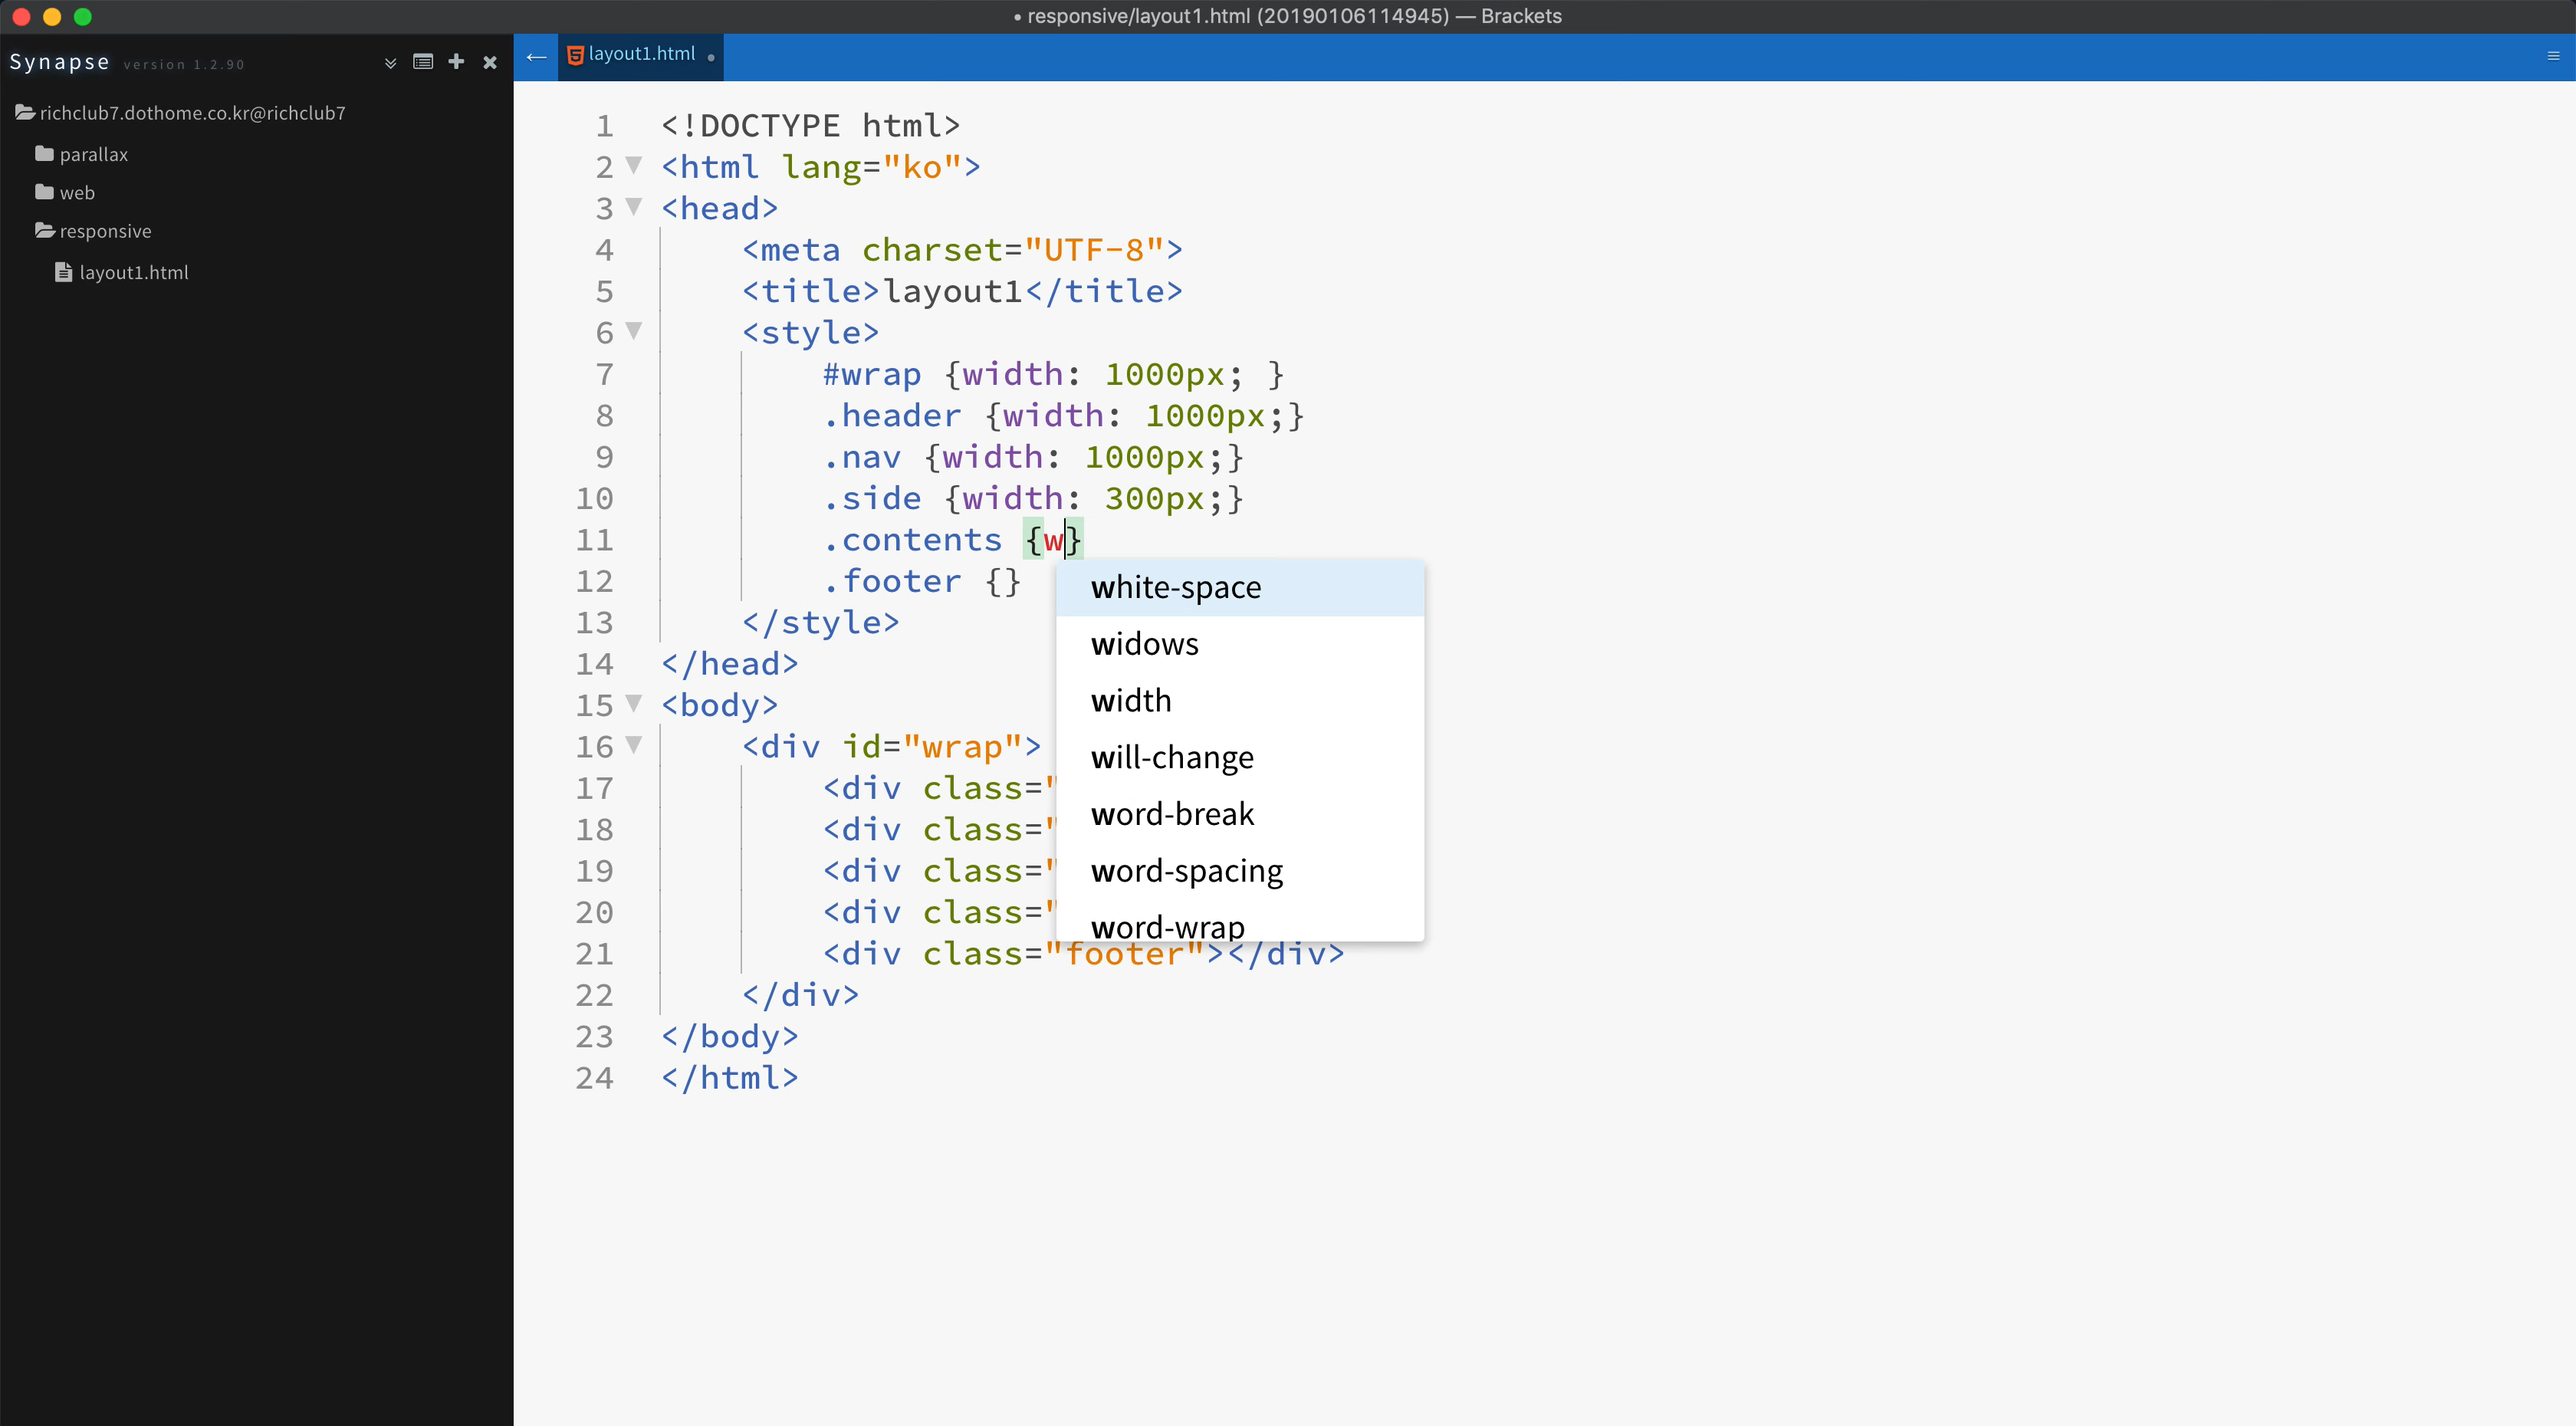 • responsive/layout1.html (20190106114945) — Brackets
Synapse version 1.2.90
layout1.html
richclub7.dothome.co.kr@richclub7
parallax
web
responsive
layout1.html
1 <!DOCTYPE html>
2 <html lang="ko">
3 <head>
4 <meta charset="UTF-8">
5 <title>layout1</title>
6 <style>
7 #wrap {width: 1000px; }
8 .header {width: 1000px;}
9 .nav {width: 1000px;}
10 .side {width: 300px;}
11 .contents {w}
12 .footer {}
13 </style>
14 </head>
15 <body>
16 <div id="wrap">
17 <div class="
18 <div class="
19 <div class="
20 <div class="
21 <div class="footer"></div>
22 </div>
23 </body>
24 </html>
white-space
widows
width
will-change
word-break
word-spacing
word-wrap